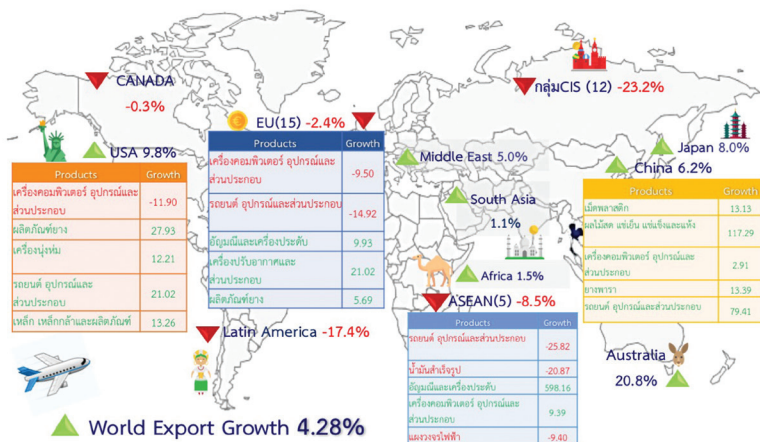 CANADA
-0.3%
EU(15) -2.4%
กลุ่มCIS (12) -23.2%
USA 9.8%
Middle East 5.0%
Japan 8.0%
China 6.2%
South Asia
1.1%
Africa 1.5%
ASEAN(5) -8.5%
Latin America -17.4%
Australia
20.8%
Products Growth
เครื่องคอมพิวเตอร์ อุปกรณ์และ
ส่วนประกอบ -11.90
ผลิตภัณฑ์ยาง 27.93
เครื่องนุ่งห่ม 12.21
รถยนต์ อุปกรณ์และ
ส่วนประกอบ 21.02
เหล็ก เหล็กกล้าและผลิตภัณฑ์ 13.26
Products Growth
เครื่องคอมพิวเตอร์ อุปกรณ์และ
ส่วนประกอบ -9.50
รถยนต์ อุปกรณ์และส่วนประกอบ -14.92
อัญมณีและเครื่องประดับ 9.93
เครื่องปรับอากาศและ
ส่วนประกอบ 21.02
ผลิตภัณฑ์ยาง 5.69
Products Growth
เม็ดพลาสติก 13.13
ผลไม้สด แช่เย็น แช่แข็งและแห้ง 117.29
เครื่องคอมพิวเตอร์ อุปกรณ์และ
ส่วนประกอบ 2.91
ยางพารา 13.39
รถยนต์ อุปกรณ์และส่วนประกอบ 79.41
Products Growth
รถยนต์ อุปกรณ์และส่วนประกอบ -25.82
น้ำมันสำเร็จรูป -20.87
อัญมณีและเครื่องประดับ 598.16
เครื่องคอมพิวเตอร์ อุปกรณ์และ
ส่วนประกอบ 9.39
แผงวงจรไฟฟ้า -9.40
World Export Growth 4.28%